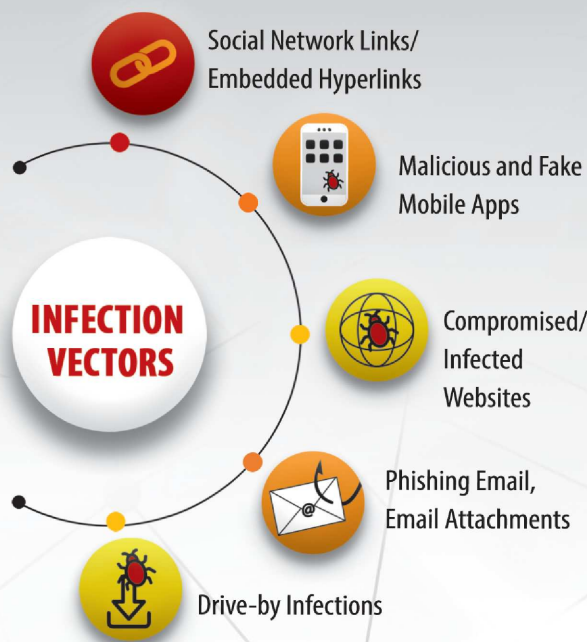 Social Network Links/
Embedded Hyperlinks
Malicious and Fake
Mobile Apps
INFECTION
VECTORS
Compromised/
Infected
Websites
Phishing Email,
Email Attachments
@
Drive-by Infections